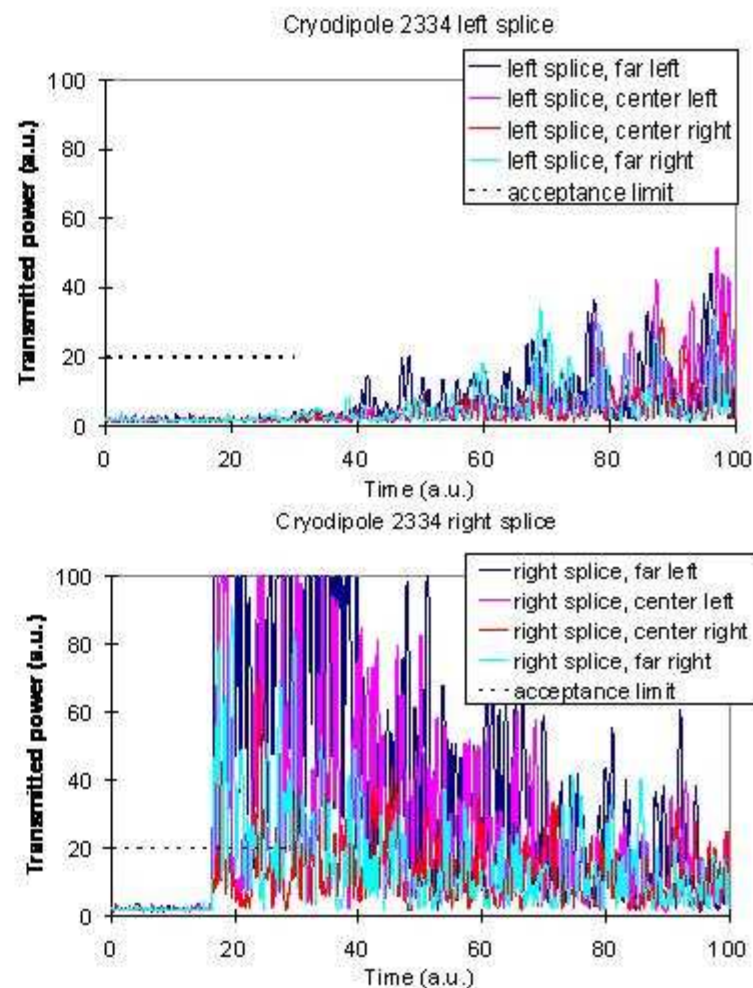 Cryodipole 2334 left splice
left splice, far left
left splice, center left
left splice, center right
left splice, far right
acceptance limit
Transmitted power (a.u.)
100
80
60
40
20
0
0 20 40 60 80 100
Time (a.u.)
Cryodipole 2334 right splice
right splice, far left
right splice, center left
right splice, center right
right splice, far right
acceptance limit
Transmitted power (a.u.)
100
80
60
40
20
0
0 20 40 60 80 100
Time (a.u.)